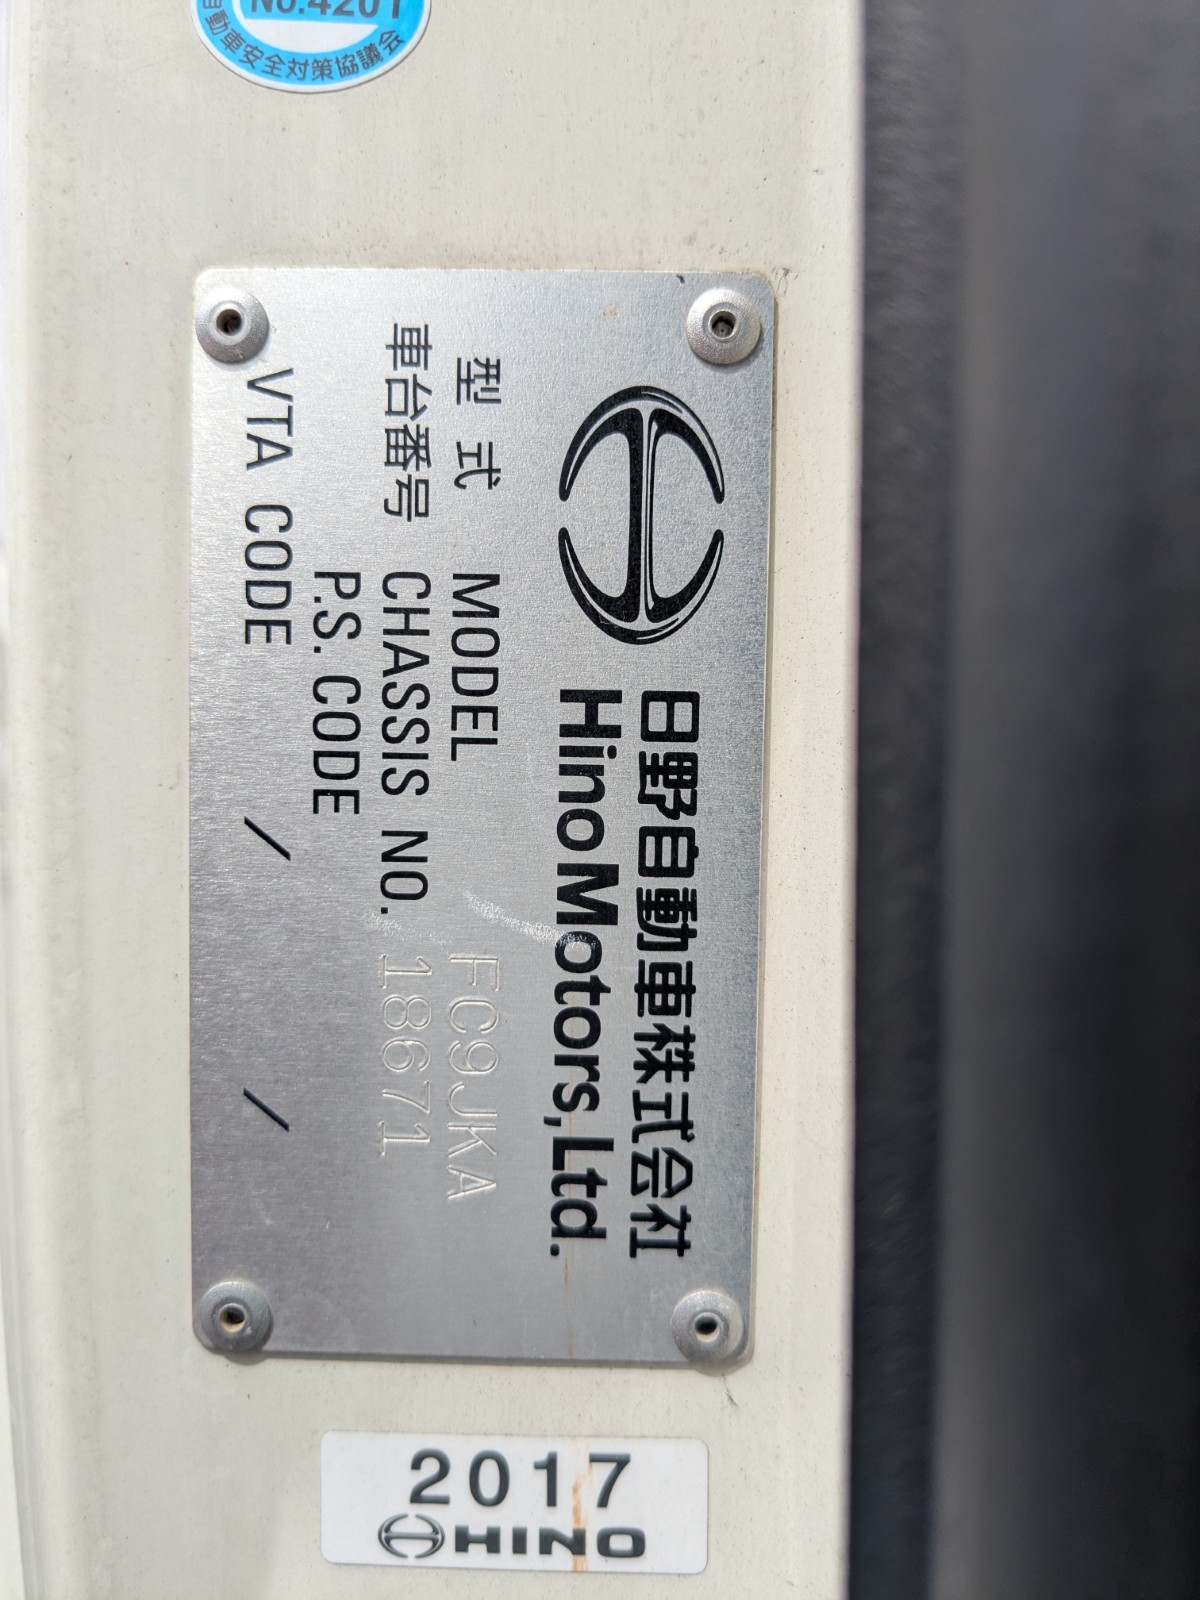 No.4201
自動車安全対策協議会
日野自動車株式会社
Hino Motors, Ltd.
型式 MODEL FC9JKA
車台番号 CHASSIS NO. 18671
P.S. CODE
VTA CODE / /
2017
HINO